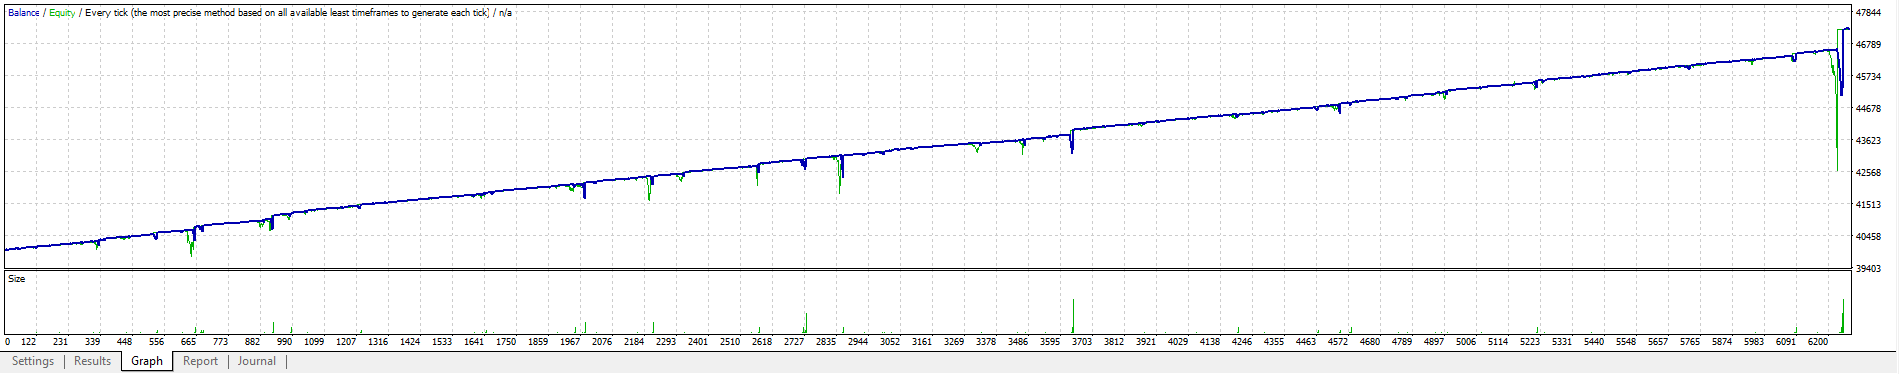 Balance / Equity / Every tick (the most precise method based on all available least timeframes to generate each tick) / n/a
47844
46789
45734
44678
43623
42568
41513
40458
39403
Size
0 122 231 339 448 556 665 773 882 990 1099 1207 1316 1424 1533 1641 1750 1859 1967 2076 2184 2293 2401 2510 2618 2727 2835 2944 3052 3161 3269 3378 3486 3595 3703 3812 3921 4029 4138 4246 4355 4463 4572 4680 4789 4897 5006 5114 5223 5331 5440 5548 5657 5765 5874 5983 6091 6200
Settings | Results | Graph | Report | Journal |